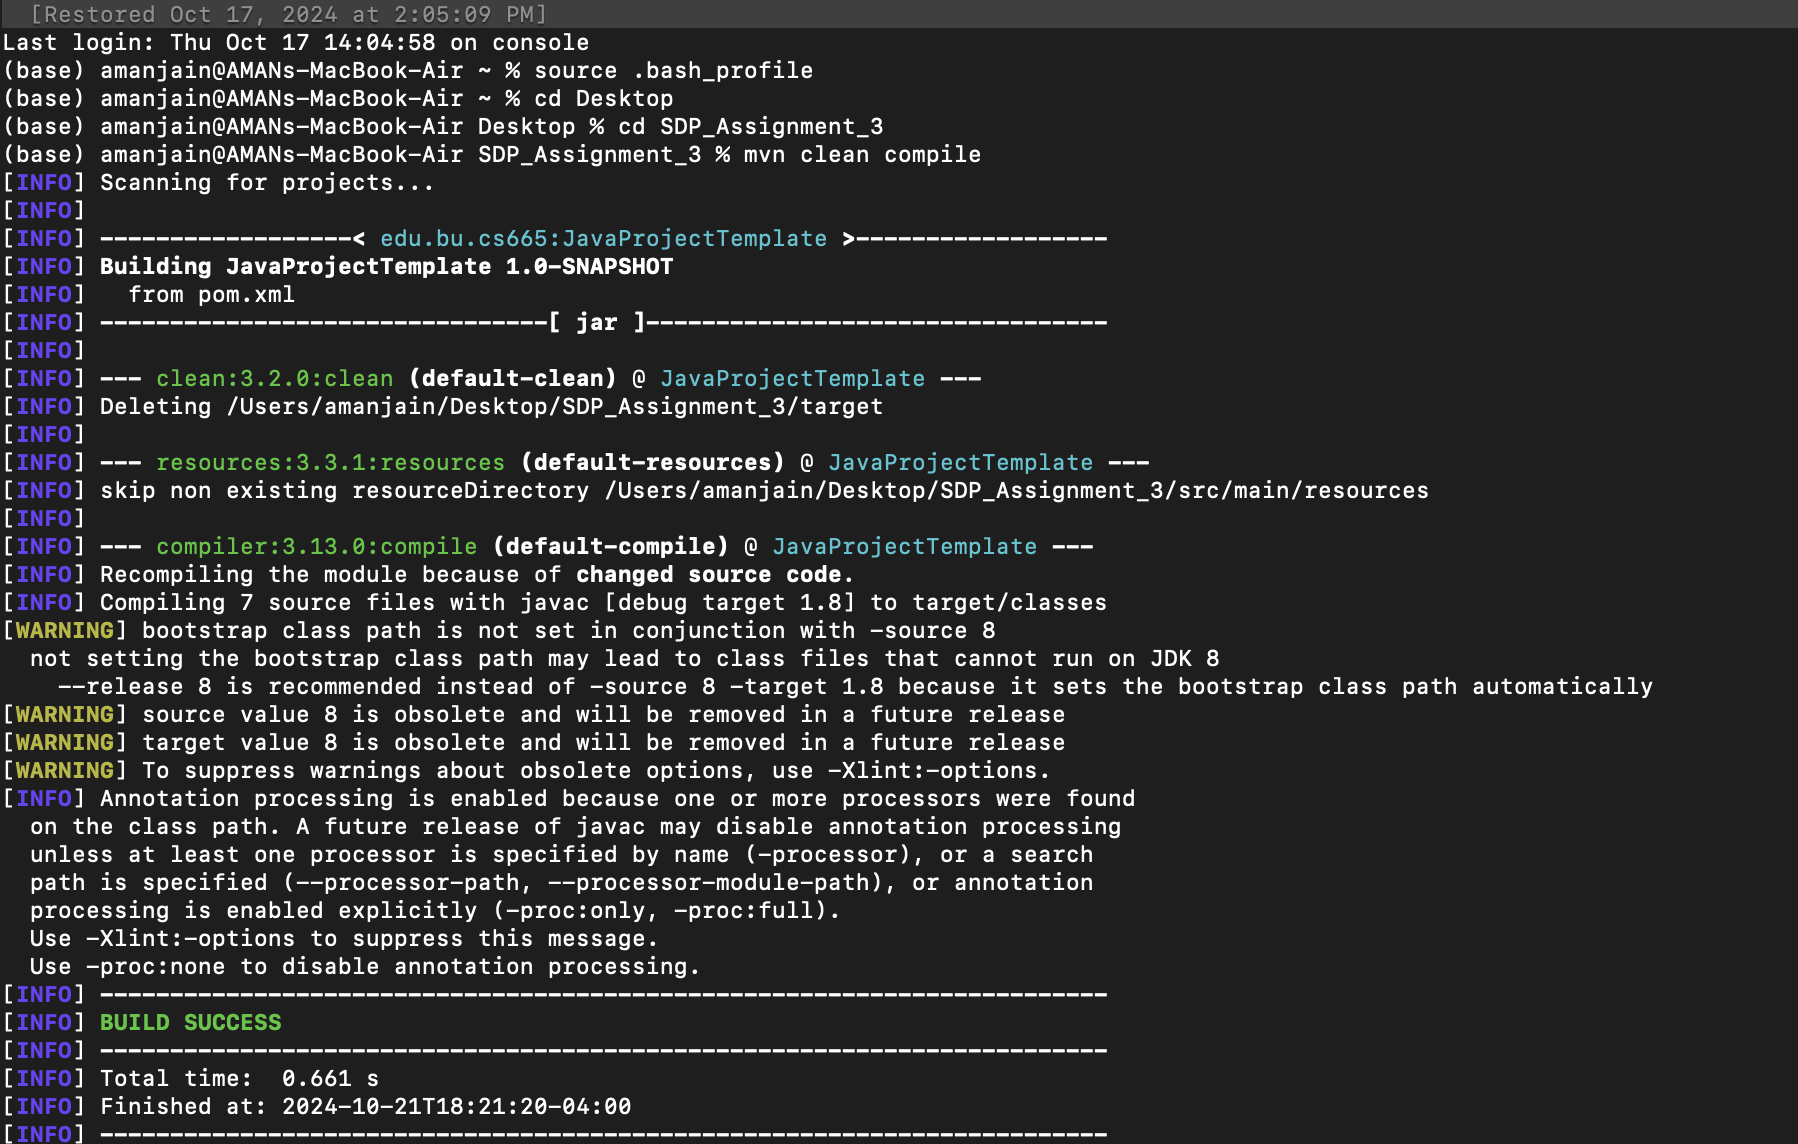 [Restored Oct 17, 2024 at 2:05:09 PM]
Last login: Thu Oct 17 14:04:58 on console
(base) amanjain@AMANs-MacBook-Air ~ % source .bash_profile
(base) amanjain@AMANs-MacBook-Air ~ % cd Desktop
(base) amanjain@AMANs-MacBook-Air Desktop % cd SDP_Assignment_3
(base) amanjain@AMANs-MacBook-Air SDP_Assignment_3 % mvn clean compile
[INFO] Scanning for projects...
[INFO]
[INFO] ------------------< edu.bu.cs665:JavaProjectTemplate >------------------
[INFO] Building JavaProjectTemplate 1.0-SNAPSHOT
[INFO]   from pom.xml
[INFO] --------------------------------[ jar ]---------------------------------
[INFO]
[INFO] --- clean:3.2.0:clean (default-clean) @ JavaProjectTemplate ---
[INFO] Deleting /Users/amanjain/Desktop/SDP_Assignment_3/target
[INFO]
[INFO] --- resources:3.3.1:resources (default-resources) @ JavaProjectTemplate ---
[INFO] skip non existing resourceDirectory /Users/amanjain/Desktop/SDP_Assignment_3/src/main/resources
[INFO]
[INFO] --- compiler:3.13.0:compile (default-compile) @ JavaProjectTemplate ---
[INFO] Recompiling the module because of changed source code.
[INFO] Compiling 7 source files with javac [debug target 1.8] to target/classes
[WARNING] bootstrap class path is not set in conjunction with -source 8
  not setting the bootstrap class path may lead to class files that cannot run on JDK 8
    --release 8 is recommended instead of -source 8 -target 1.8 because it sets the bootstrap class path automatically
[WARNING] source value 8 is obsolete and will be removed in a future release
[WARNING] target value 8 is obsolete and will be removed in a future release
[WARNING] To suppress warnings about obsolete options, use -Xlint:-options.
[INFO] Annotation processing is enabled because one or more processors were found
  on the class path. A future release of javac may disable annotation processing
  unless at least one processor is specified by name (-processor), or a search
  path is specified (--processor-path, --processor-module-path), or annotation
  processing is enabled explicitly (-proc:only, -proc:full).
  Use -Xlint:-options to suppress this message.
  Use -proc:none to disable annotation processing.
[INFO] ------------------------------------------------------------------------
[INFO] BUILD SUCCESS
[INFO] ------------------------------------------------------------------------
[INFO] Total time:  0.661 s
[INFO] Finished at: 2024-10-21T18:21:20-04:00
[INFO] ------------------------------------------------------------------------